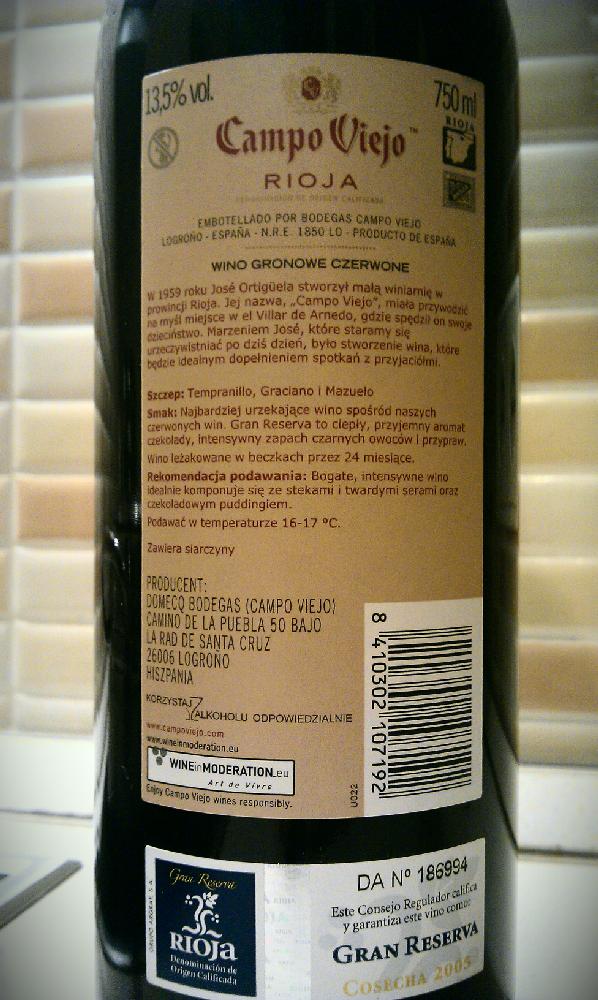 13,5% vol.
750 ml
Campo Viejo™
RIOJA
RIOJA
DENOMINACIÓN DE ORIGEN CALIFICADA
EMBOTELLADO POR BODEGAS CAMPO VIEJO
LOGROÑO - ESPAÑA - N.R.E. 1850 LO - PRODUCTO DE ESPAÑA
WINO GRONOWE CZERWONE
W 1959 roku José Ortigüela stworzył małą winiarnię w
prowincji Rioja. Jej nazwa, „Campo Viejo”, miała przywodzić
na myśl miejsce w el Villar de Arnedo, gdzie spędził on swoje
dzieciństwo. Marzeniem José, które staramy się
urzeczywistniać po dziś dzień, było stworzenie wina, które
będzie idealnym dopełnieniem spotkań z przyjaciółmi.
Szczep: Tempranillo, Graciano i Mazuelo
Smak: Najbardziej urzekające wino spośród naszych
czerwonych win. Gran Reserva to ciepły, przyjemny aromat
czekolady, intensywny zapach czarnych owoców i przypraw.
Wino leżakowane w beczkach przez 24 miesiące.
Rekomendacja podawania: Bogate, intensywne wino
idealnie komponuje się ze stekami i twardymi serami oraz
czekoladowym puddingiem.
Podawać w temperaturze 16-17 ºC.
Zawiera siarczyny
PRODUCENT:
DOMECQ BODEGAS (CAMPO VIEJO)
CAMINO DE LA PUEBLA 50 BAJO
LA RAD DE SANTA CRUZ
26006 LOGROÑO
HISZPANIA
KORZYSTAJ Z ALKOHOLU ODPOWIEDZIALNIE
www.campoviejo.com
www.wineinmoderation.eu
WINEinMODERATION.eu
Art de Vivre
Enjoy Campo Viejo wines responsibly.
U022
8 410302 107192
Gran Reserva
RIOJA
Denominación de
Origen Calificada
DA Nº 186994
Este Consejo Regulador califica
y garantiza este vino como:
GRAN RESERVA
COSECHA 2005